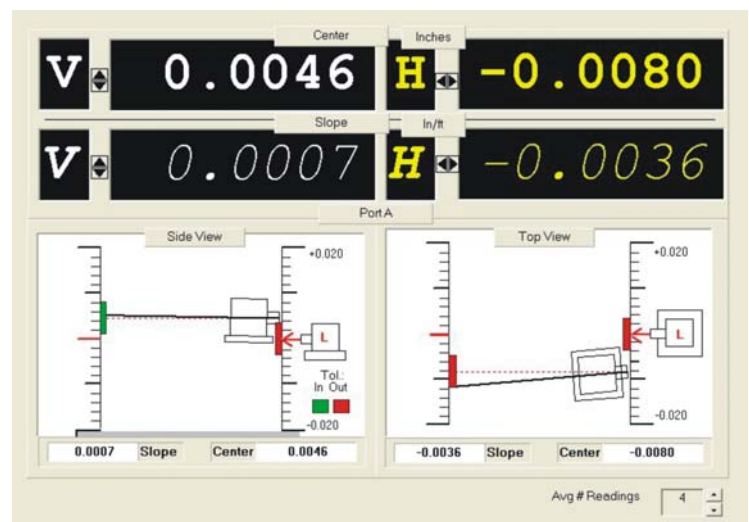 Center Inches
V 0.0046 H -0.0080
Slope In/ft
V 0.0007 H -0.0036
Port A
Side View
+0.020
L
Tol.:
In Out
-0.020
0.0007 Slope Center 0.0046
Top View
+0.020
L
-0.020
-0.0036 Slope Center -0.0080
Avg # Readings 4